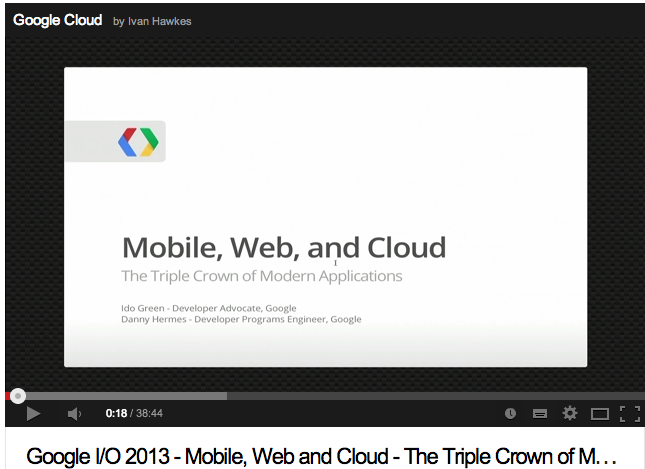 Google Cloud by Ivan Hawkes
Mobile, Web, and Cloud
The Triple Crown of Modern Applications
Ido Green - Developer Advocate, Google
Danny Hermes - Developer Programs Engineer, Google
0:18 / 38:44
Google I/O 2013 - Mobile, Web and Cloud - The Triple Crown of M...